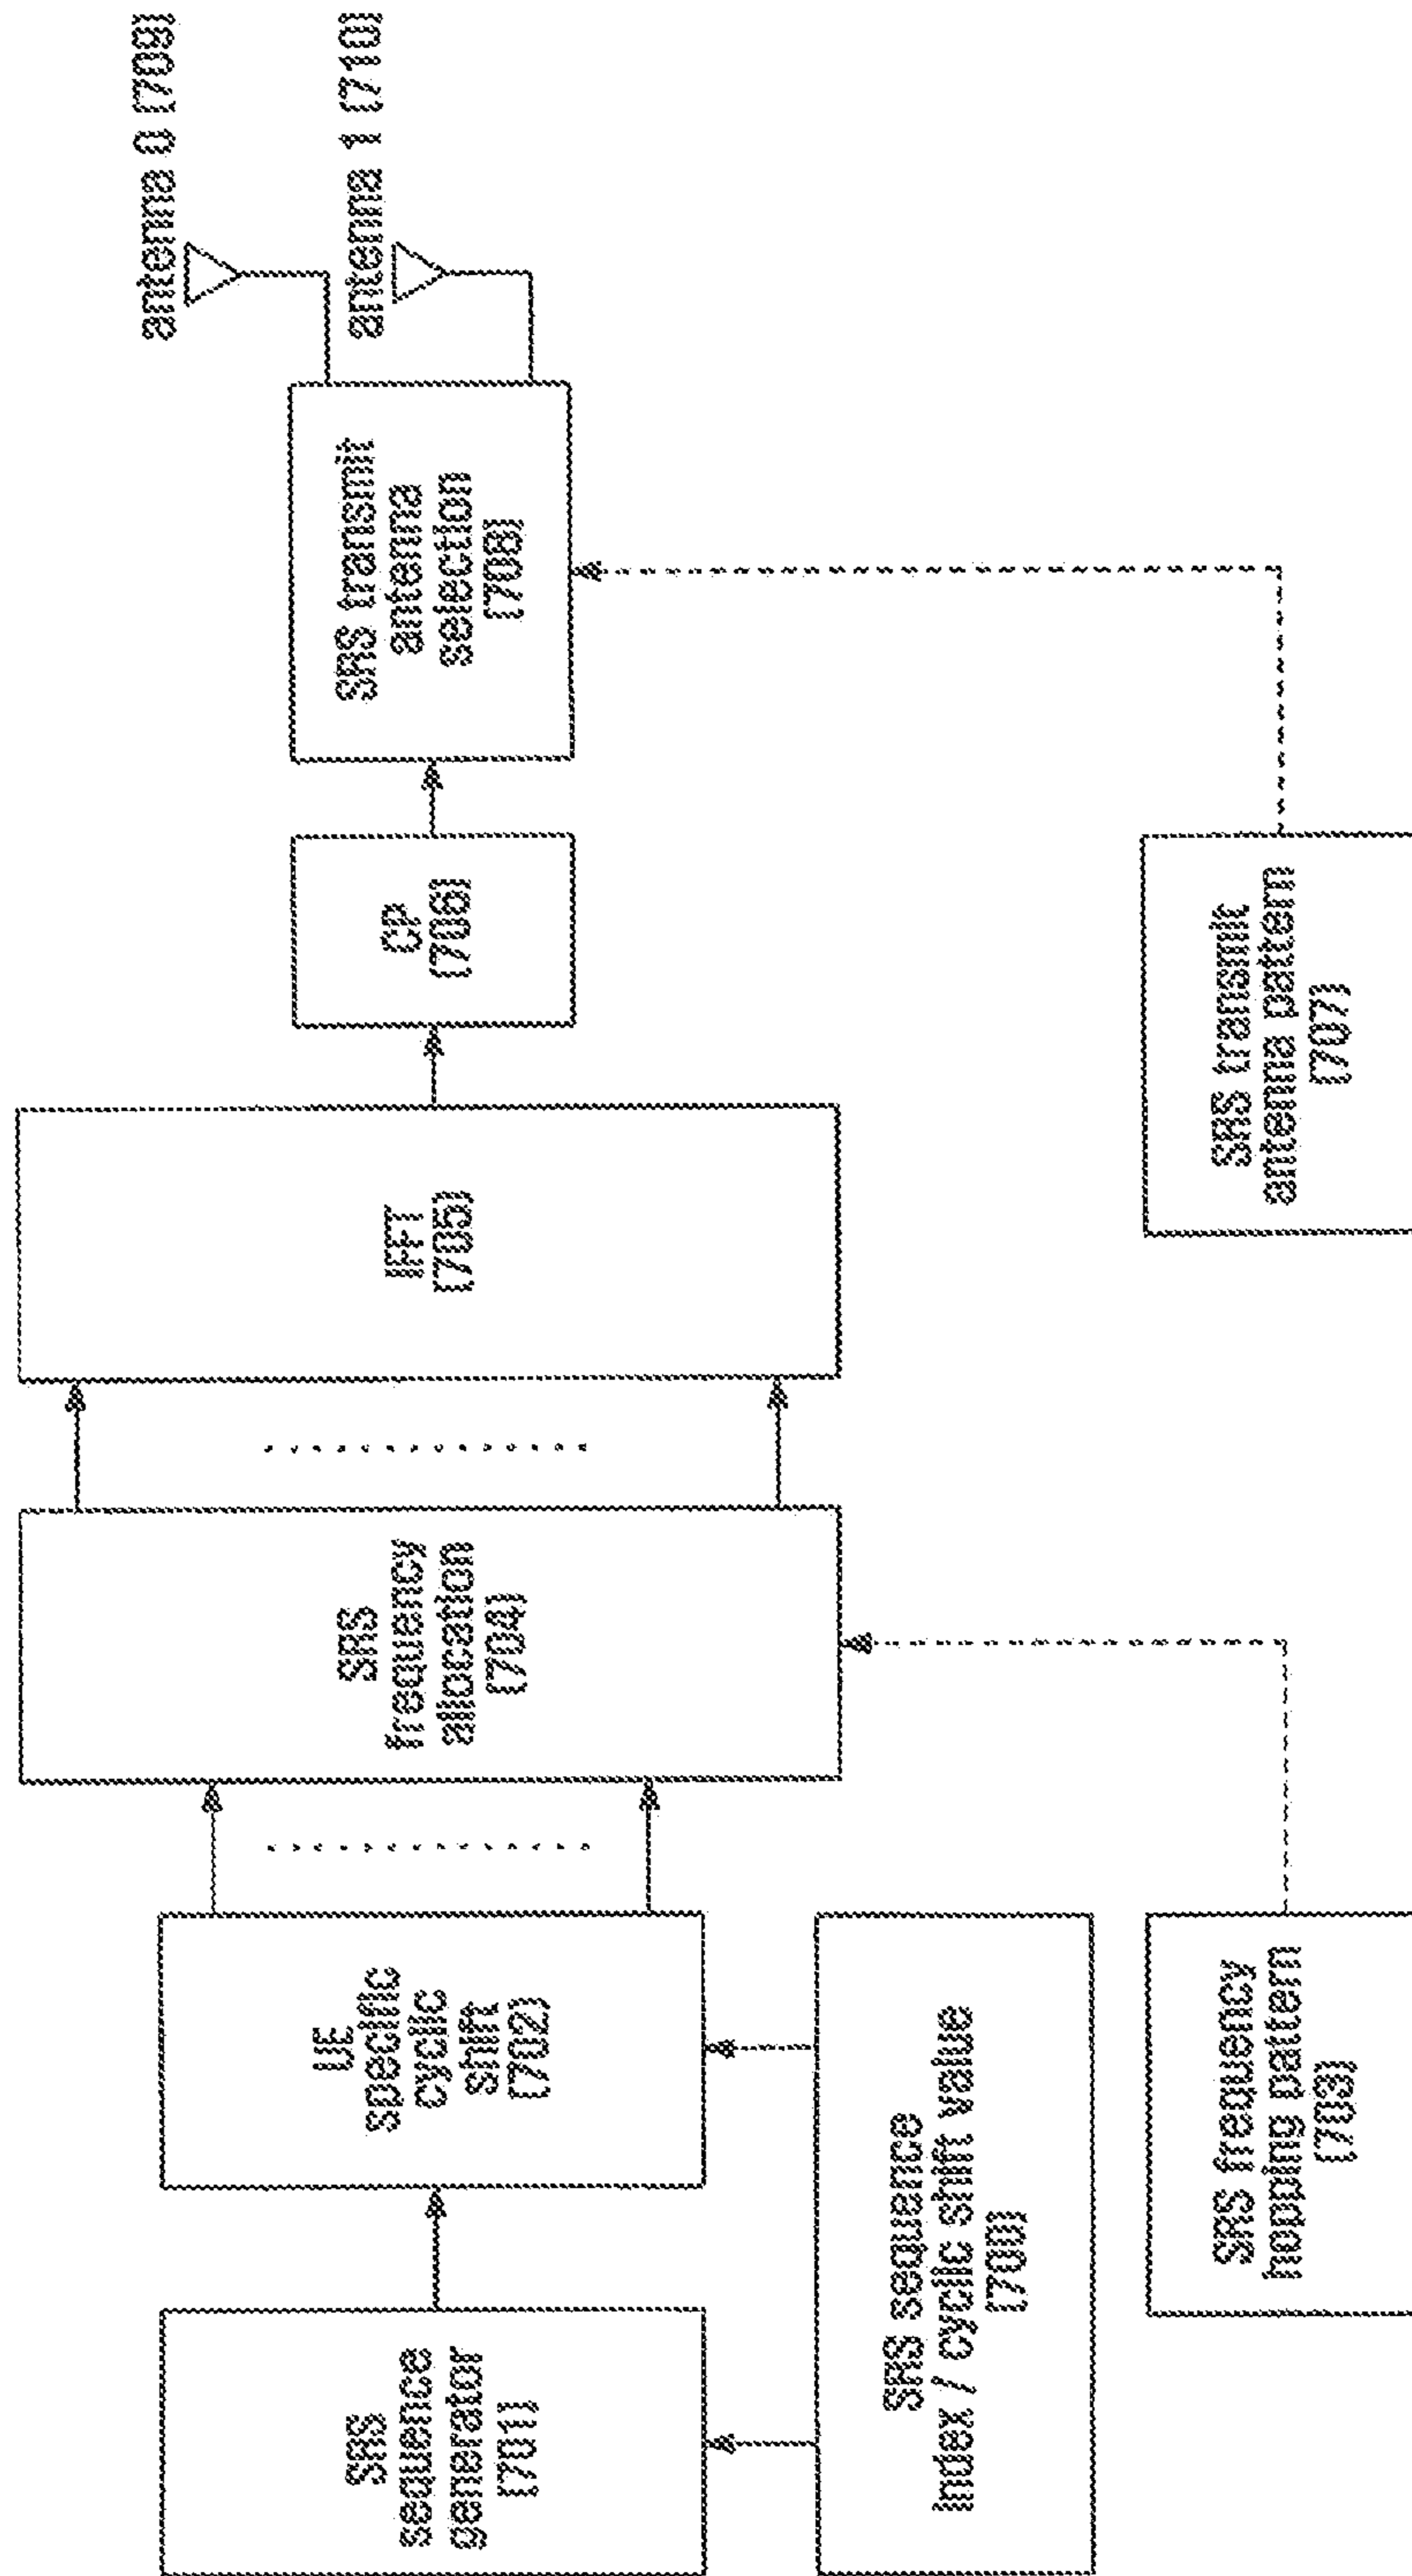 SRS
sequence
generator
(701)
UE
specific
cyclic
shift
(702)
SRS sequence
index / cyclic shift value
(700)
SRS frequency
hopping pattern
(703)
SRS
frequency
allocation
(704)
IFFT
(705)
CP
(706)
SRS transmit
antenna pattern
(707)
SRS transmit
antenna
selection
(708)
antenna 0 (709)
antenna 1 (710)